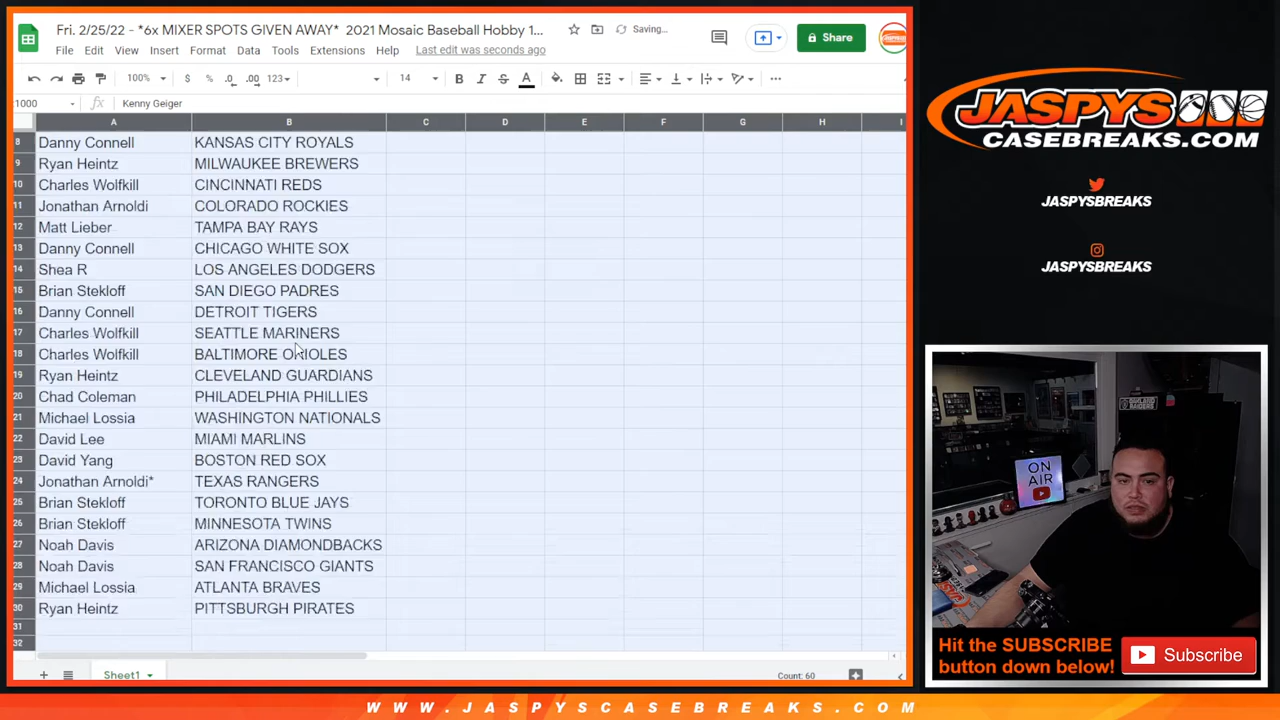 Fri. 2/25/22 - *6x MIXER SPOTS GIVEN AWAY* 2021 Mosaic Baseball Hobby 1... Saving...
File Edit View Insert Format Data Tools Extensions Help Last edit was seconds ago
Share
100% $ % .0 .00 123 14 B I S A
1000 fx Kenny Geiger
A B C D E F G H I
8 Danny Connell KANSAS CITY ROYALS
9 Ryan Heintz MILWAUKEE BREWERS
10 Charles Wolfkill CINCINNATI REDS
11 Jonathan Arnoldi COLORADO ROCKIES
12 Matt Lieber TAMPA BAY RAYS
13 Danny Connell CHICAGO WHITE SOX
14 Shea R LOS ANGELES DODGERS
15 Brian Stekloff SAN DIEGO PADRES
16 Danny Connell DETROIT TIGERS
17 Charles Wolfkill SEATTLE MARINERS
18 Charles Wolfkill BALTIMORE ORIOLES
19 Ryan Heintz CLEVELAND GUARDIANS
20 Chad Coleman PHILADELPHIA PHILLIES
21 Michael Lossia WASHINGTON NATIONALS
22 David Lee MIAMI MARLINS
23 David Yang BOSTON RED SOX
24 Jonathan Arnoldi* TEXAS RANGERS
25 Brian Stekloff TORONTO BLUE JAYS
26 Brian Stekloff MINNESOTA TWINS
27 Noah Davis ARIZONA DIAMONDBACKS
28 Noah Davis SAN FRANCISCO GIANTS
29 Michael Lossia ATLANTA BRAVES
30 Ryan Heintz PITTSBURGH PIRATES
31
32
Sheet1 Count: 60
JASPYS
CASEBREAKS.COM
JASPYSBREAKS
JASPYSBREAKS
ON
AIR
Hit the SUBSCRIBE
button down below!
Subscribe
WWW.JASPYSCASEBREAKS.COM